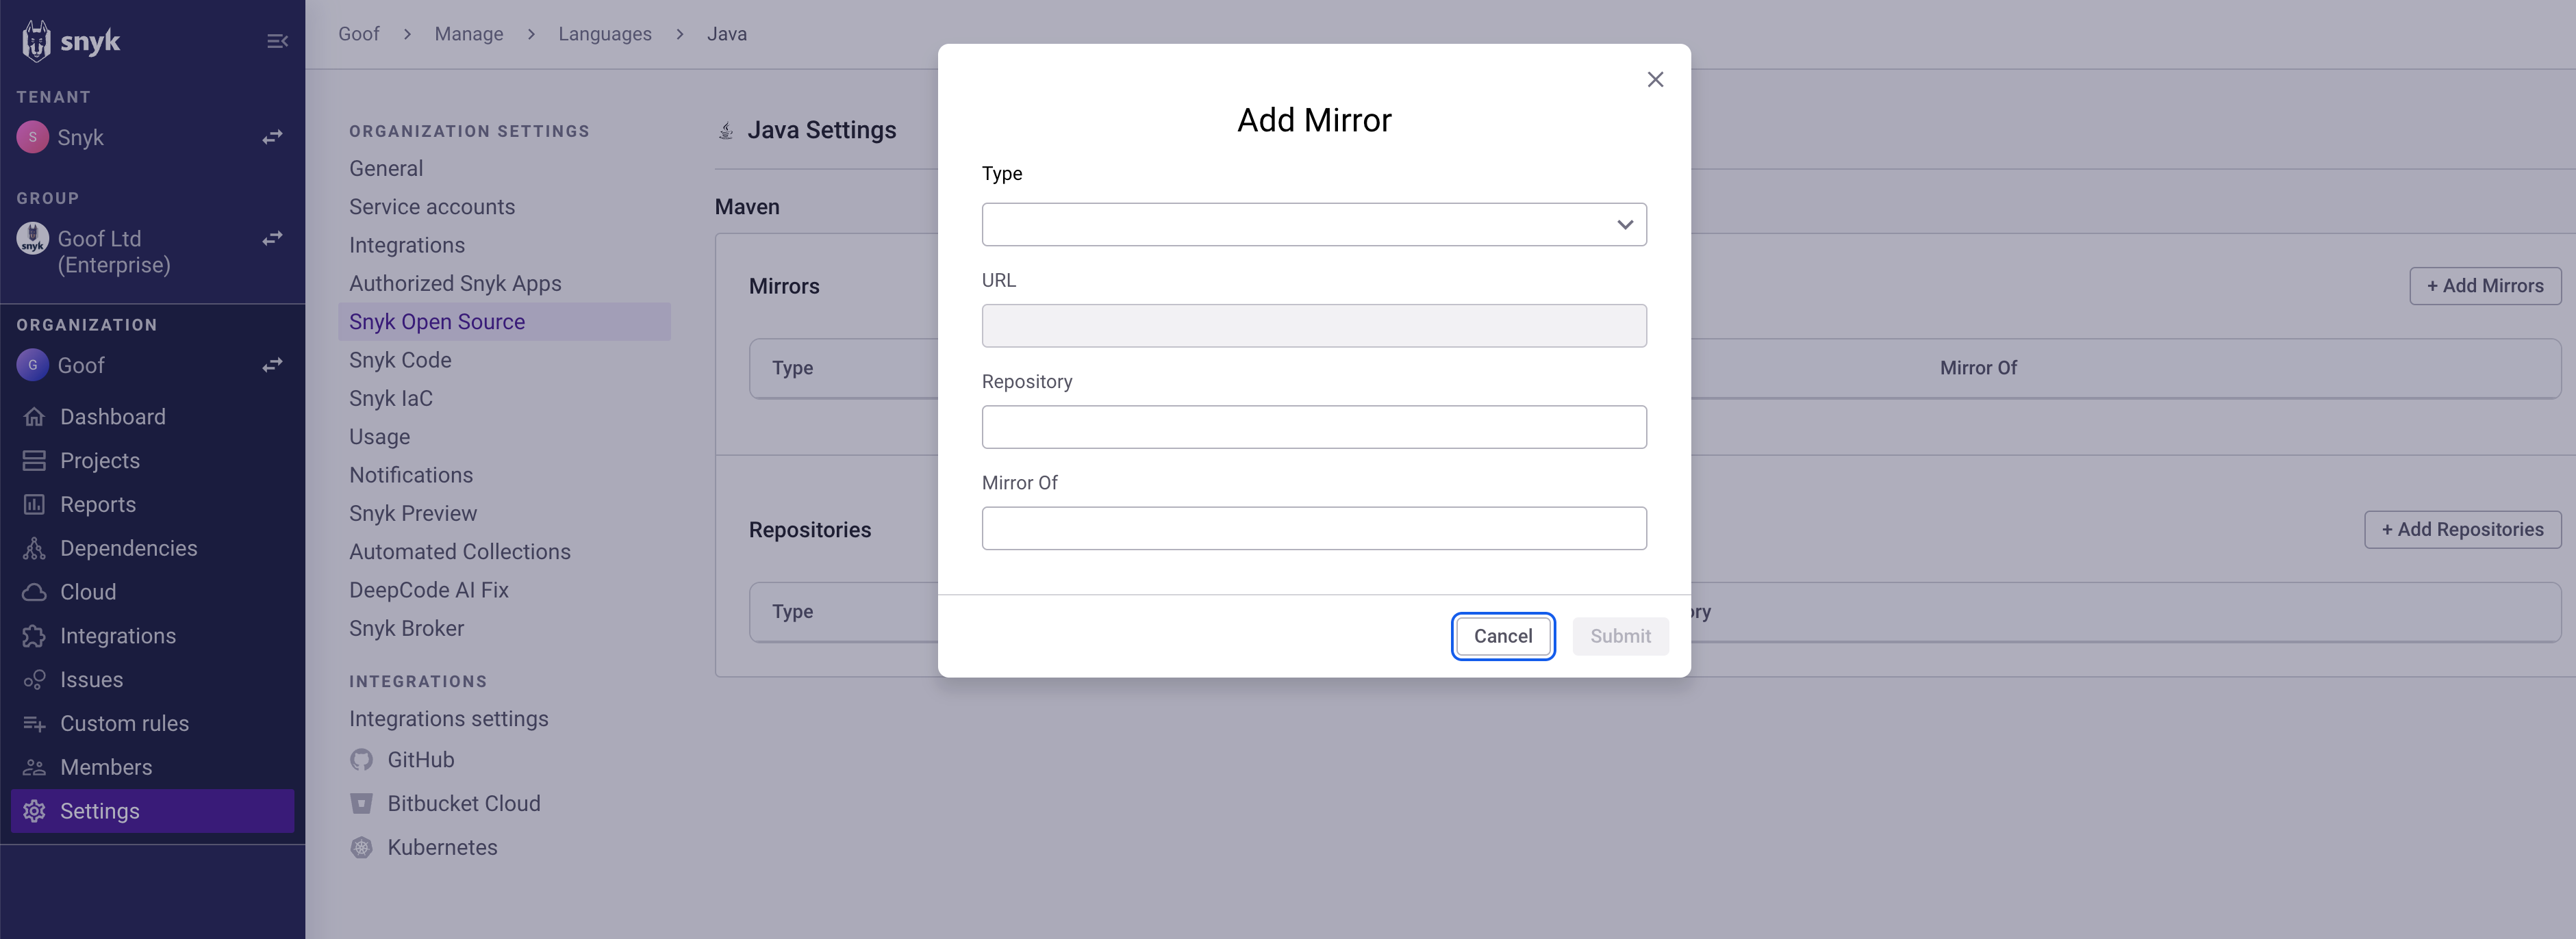 snyk
TENANT
S
Snyk
GROUP
snyk
Goof Ltd
(Enterprise)
ORGANIZATION
G
Goof
Dashboard
Projects
Reports
Dependencies
Cloud
Integrations
Issues
Custom rules
Members
Settings
Goof > Manage > Languages > Java
ORGANIZATION SETTINGS
General
Service accounts
Integrations
Authorized Snyk Apps
Snyk Open Source
Snyk Code
Snyk IaC
Usage
Notifications
Snyk Preview
Automated Collections
DeepCode AI Fix
Snyk Broker
INTEGRATIONS
Integrations settings
GitHub
Bitbucket Cloud
Kubernetes
Java Settings
Maven
Mirrors
+ Add Mirrors
Type
Mirror Of
Repositories
+ Add Repositories
Type
ory
Add Mirror
Type
URL
Repository
Mirror Of
Cancel
Submit